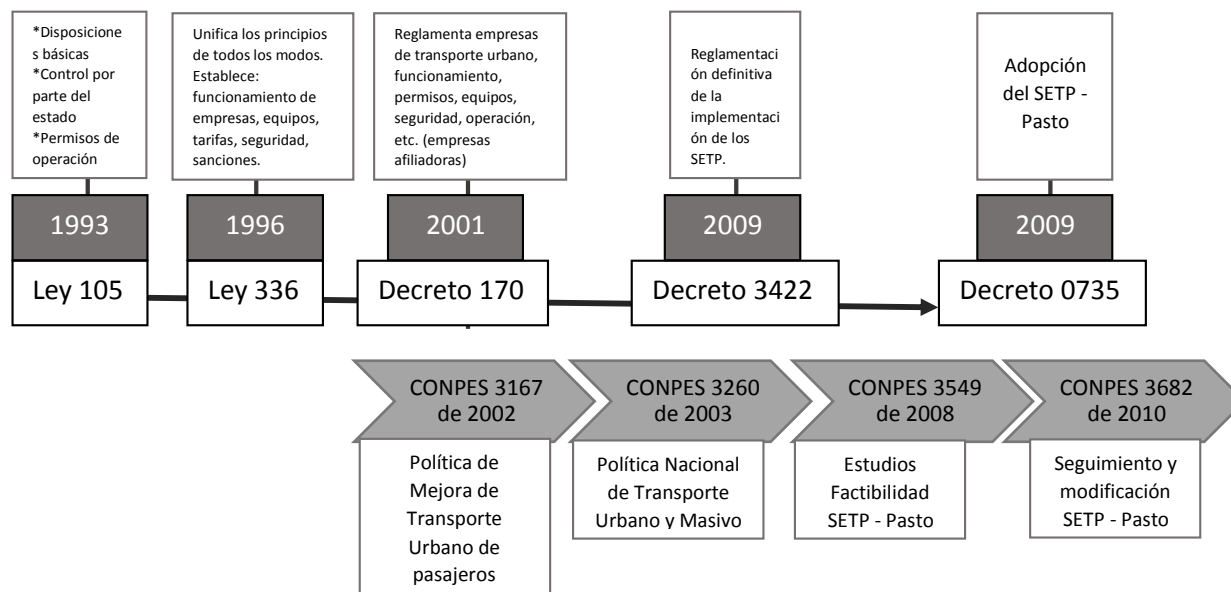 *Disposicione
s básicas
*Control por
parte del
estado
*Permisos de
operación
Unifica los principios
de todos los modos.
Establece:
funcionamiento de
empresas, equipos,
tarifas, seguridad,
sanciones.
Reglamenta empresas
de transporte urbano,
funcionamiento,
permisos, equipos,
seguridad, operación,
etc. (empresas
afiliadoras)
Reglamentaci
ón definitiva
de la
implementaci
ón de los
SETP.
Adopción
del SETP -
Pasto
1993
1996
2001
2009
2009
Ley 105
Ley 336
Decreto 170
Decreto 3422
Decreto 0735
CONPES 3167
de 2002
CONPES 3260
de 2003
CONPES 3549
de 2008
CONPES 3682
de 2010
Política de
Mejora de
Transporte
Urbano de
pasajeros
Política Nacional
de Transporte
Urbano y Masivo
Estudios
Factibilidad
SETP - Pasto
Seguimiento y
modificación
SETP - Pasto